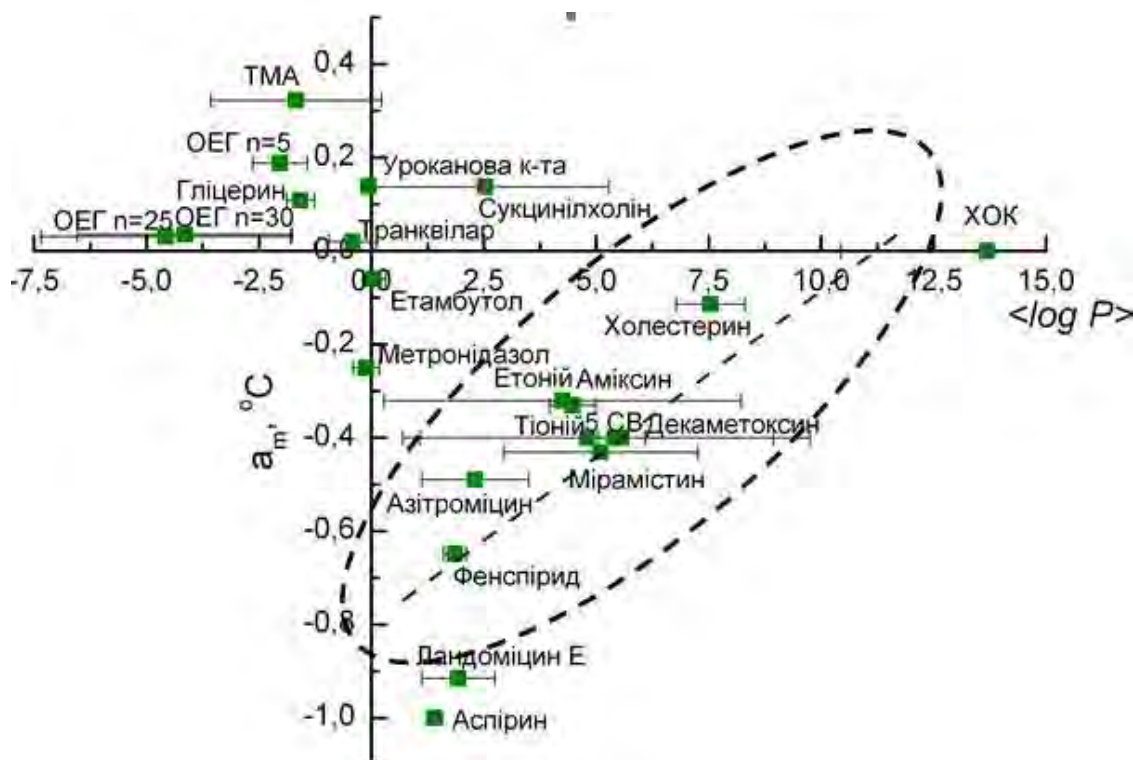 0,4
ТМА
ОЕГ n=5
0,2
Уроканова к-та
Гліцерин
Сукцинілхолін
ОЕГ n=25
ОЕГ n=30
Транквілар
ХОК
0,0
-7,5 -5,0 -2,5 0,0 2,5 5,0 7,5 10,0 12,5 15,0
<log P>
Етамбутол
Холестерин
-0,2
Метронідазол
Етоній Аміксин
a_m, °C
-0,4
Тіоній 5 СВ Декаметоксин
Мірамістин
Азітроміцин
-0,6
Фенспірид
-0,8
Ландоміцин Е
-1,0
Аспірин